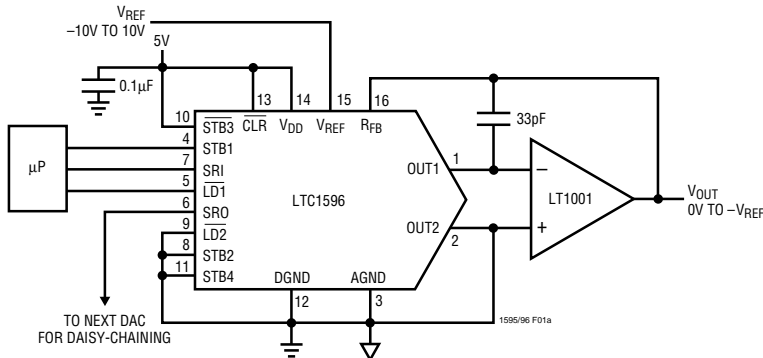 VREF
–10V TO 10V
5V
0.1µF
13
14
15
16
33pF
10
STB3
CLR
VDD
VREF
RFB
4
STB1
7
SRI
5
LD1
6
SRO
9
LD2
8
STB2
11
STB4
µP
LTC1596
OUT1
1
OUT2
2
–
+
LT1001
VOUT
0V TO –VREF
DGND
AGND
12
3
1595/96 F01a
TO NEXT DAC
FOR DAISY-CHAINING